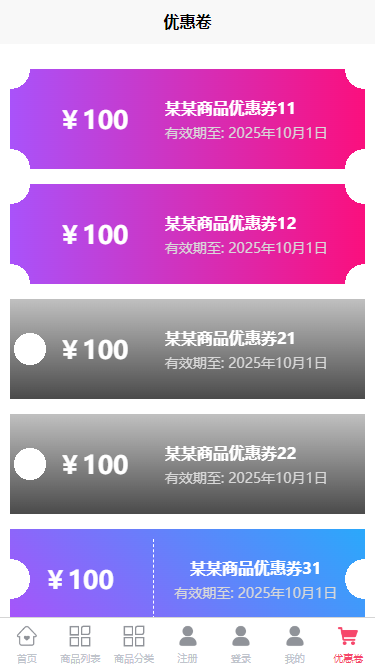 优惠卷
¥100
某某商品优惠券11
有效期至: 2025年10月1日
¥100
某某商品优惠券12
有效期至: 2025年10月1日
¥100
某某商品优惠券21
有效期至: 2025年10月1日
¥100
某某商品优惠券22
有效期至: 2025年10月1日
¥100
某某商品优惠券31
有效期至: 2025年10月1日
首页 商品列表 商品分类 注册 登录 我的 优惠卷